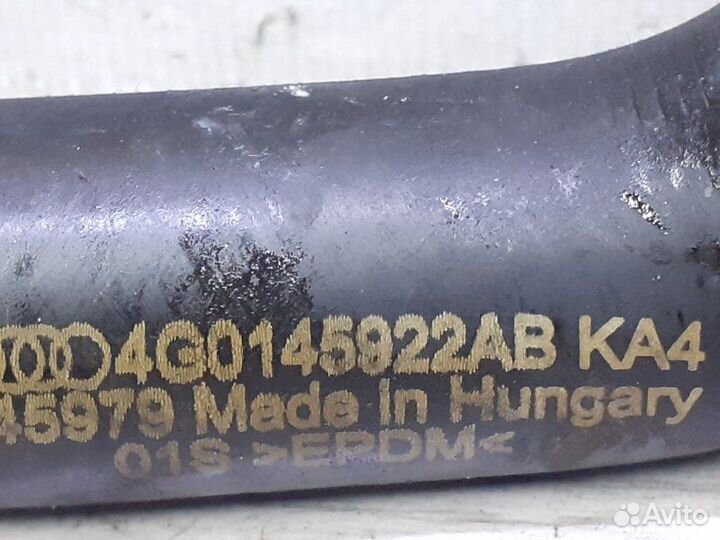 4G0145922AB KA4
45979 Made in Hungary
01S >EPDM<
Avito